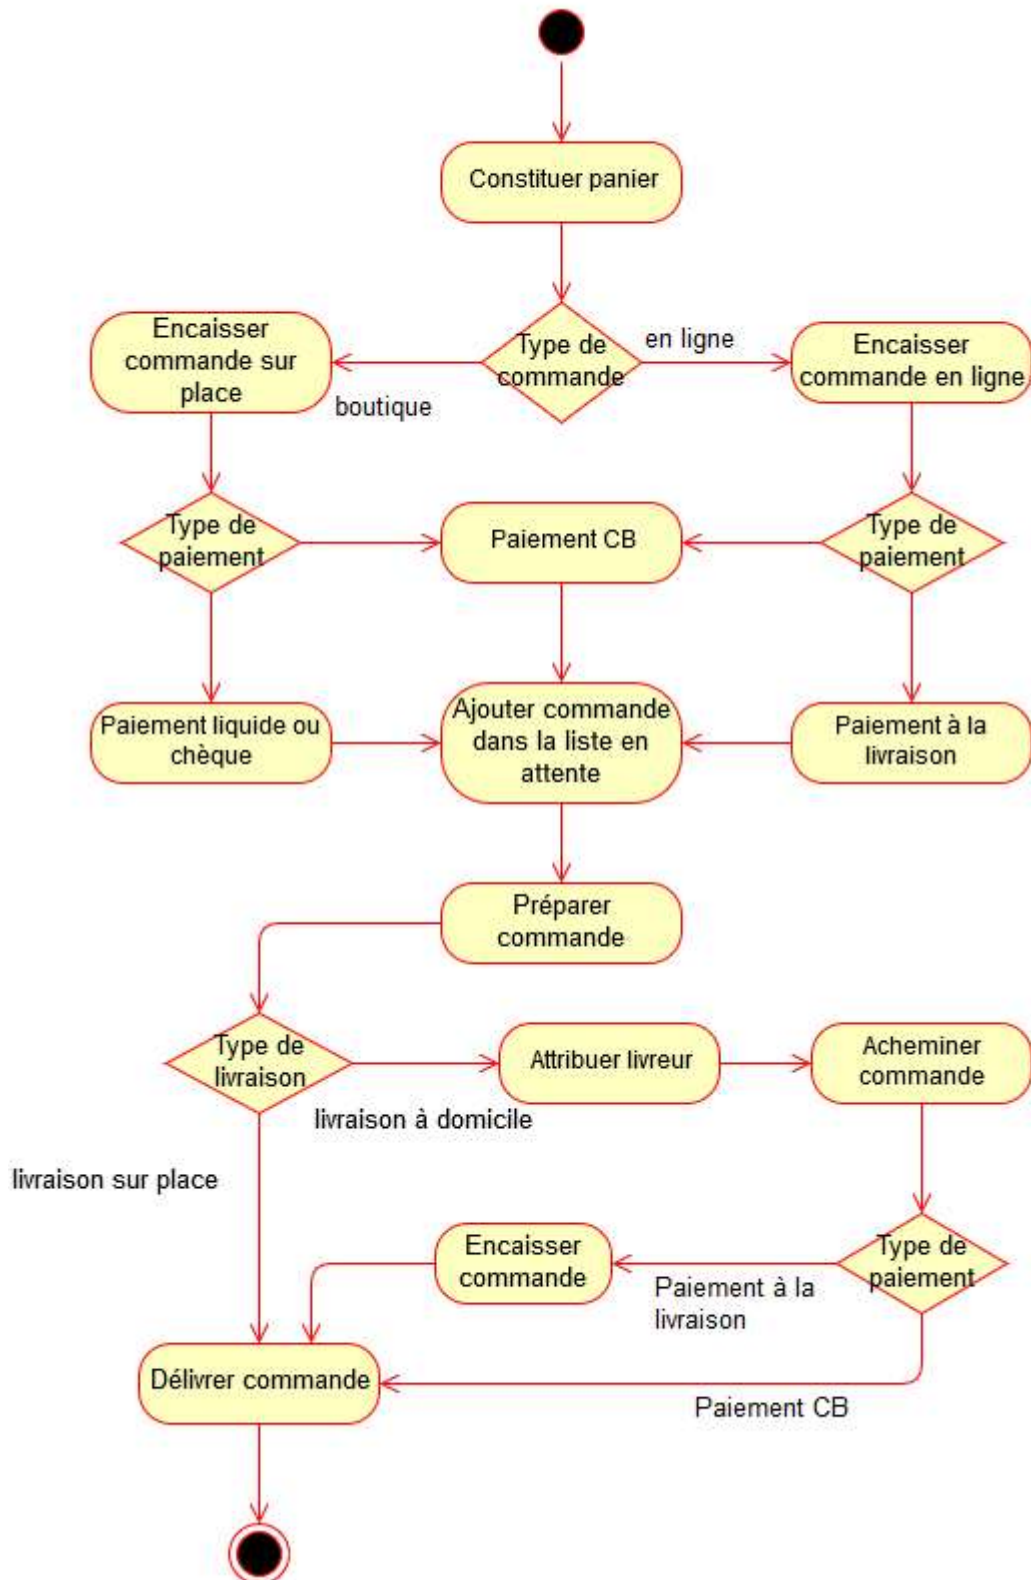 Constituer panier
Encaisser
commande sur
place
Type de
commande
en ligne
Encaisser
commande en ligne
boutique
Type de
paiement
Paiement CB
Type de
paiement
Paiement liquide ou
chèque
Ajouter commande
dans la liste en
attente
Paiement à la
livraison
Préparer
commande
Type de
livraison
Attribuer livreur
Acheminer
commande
livraison à domicile
livraison sur place
Encaisser
commande
Type de
paiement
Paiement à la
livraison
Délivrer commande
Paiement CB